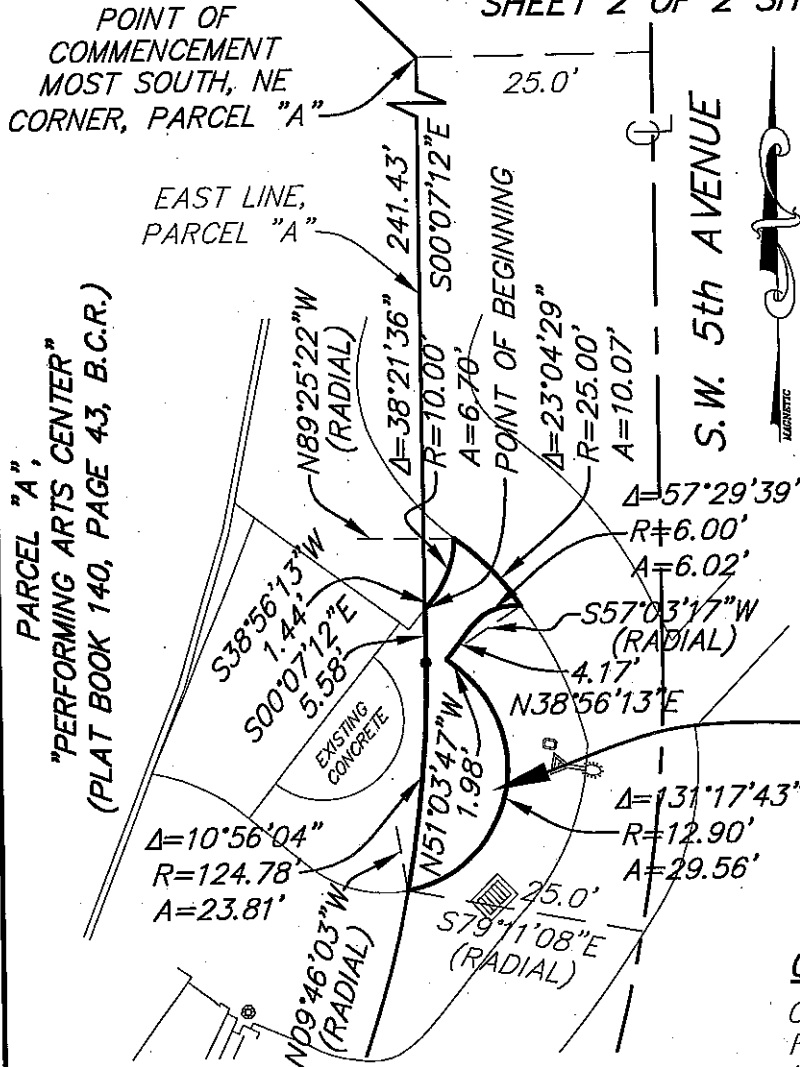 SHEET 2 OF 2
POINT OF
COMMENCEMENT
MOST SOUTH, NE
CORNER, PARCEL "A"
25.0'
CL
S.W. 5th AVENUE
MAGNETIC
EAST LINE,
PARCEL "A"
241.43'
S00°07'12"E
PARCEL "A",
"PERFORMING ARTS CENTER"
(PLAT BOOK 140, PAGE 43, B.C.R.)
N89°25'22"W
(RADIAL)
Δ=38°21'36"
R=10.00'
A=6.70'
POINT OF BEGINNING
Δ=23°04'29"
R=25.00'
A=10.07'
Δ=57°29'39"
R=6.00'
A=6.02'
S38°56'13"W
1.44'
S00°07'12"E
5.58'
S57°03'17"W
(RADIAL)
4.17'
N38°56'13"E
EXISTING
CONCRETE
N51°03'47"W
1.98'
Δ=131°17'43"
R=12.90'
A=29.56'
Δ=10°56'04"
R=124.78'
A=23.81'
25.0'
S79°11'08"E
(RADIAL)
N09°46'03"W
(RADIAL)